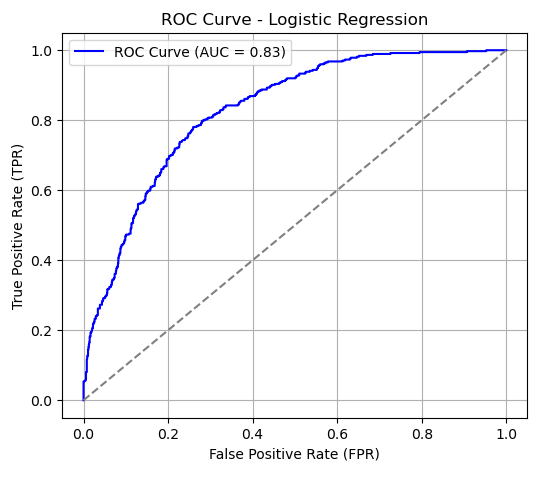 ROC Curve - Logistic Regression
ROC Curve (AUC = 0.83)
1.0
0.8
0.6
0.4
0.2
0.0
True Positive Rate (TPR)
0.0 0.2 0.4 0.6 0.8 1.0
False Positive Rate (FPR)